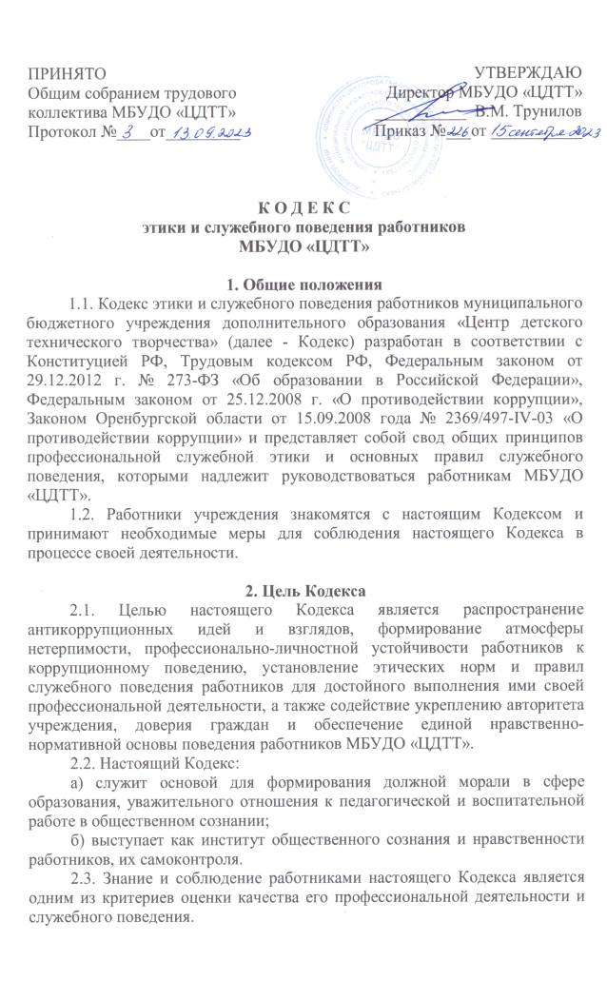 ПРИНЯТО
Общим собранием трудового
коллектива МБУДО «ЦДТТ»
Протокол № 3 от 13.09.2023
УТВЕРЖДАЮ
Директор МБУДО «ЦДТТ»
В.М. Трунилов
Приказ № 226 от 15 сентября 2023
"ЦДТТ"
К О Д Е К С
этики и служебного поведения работников
МБУДО «ЦДТТ»
1. Общие положения
1.1. Кодекс этики и служебного поведения работников муниципального
бюджетного учреждения дополнительного образования «Центр детского
технического творчества» (далее - Кодекс) разработан в соответствии с
Конституцией РФ, Трудовым кодексом РФ, Федеральным законом от
29.12.2012 г. № 273-ФЗ «Об образовании в Российской Федерации»,
Федеральным законом от 25.12.2008 г. «О противодействии коррупции»,
Законом Оренбургской области от 15.09.2008 года № 2369/497-IV-03 «О
противодействии коррупции» и представляет собой свод общих принципов
профессиональной служебной этики и основных правил служебного
поведения, которыми надлежит руководствоваться работникам МБУДО
«ЦДТТ».
1.2. Работники учреждения знакомятся с настоящим Кодексом и
принимают необходимые меры для соблюдения настоящего Кодекса в
процессе своей деятельности.
2. Цель Кодекса
2.1. Целью настоящего Кодекса является распространение
антикоррупционных идей и взглядов, формирование атмосферы
нетерпимости, профессионально-личностной устойчивости работников к
коррупционному поведению, установление этических норм и правил
служебного поведения работников для достойного выполнения ими своей
профессиональной деятельности, а также содействие укреплению авторитета
учреждения, доверия граждан и обеспечение единой нравственно-
нормативной основы поведения работников МБУДО «ЦДТТ».
2.2. Настоящий Кодекс:
а) служит основой для формирования должной морали в сфере
образования, уважительного отношения к педагогической и воспитательной
работе в общественном сознании;
б) выступает как институт общественного сознания и нравственности
работников, их самоконтроля.
2.3. Знание и соблюдение работниками настоящего Кодекса является
одним из критериев оценки качества его профессиональной деятельности и
служебного поведения.